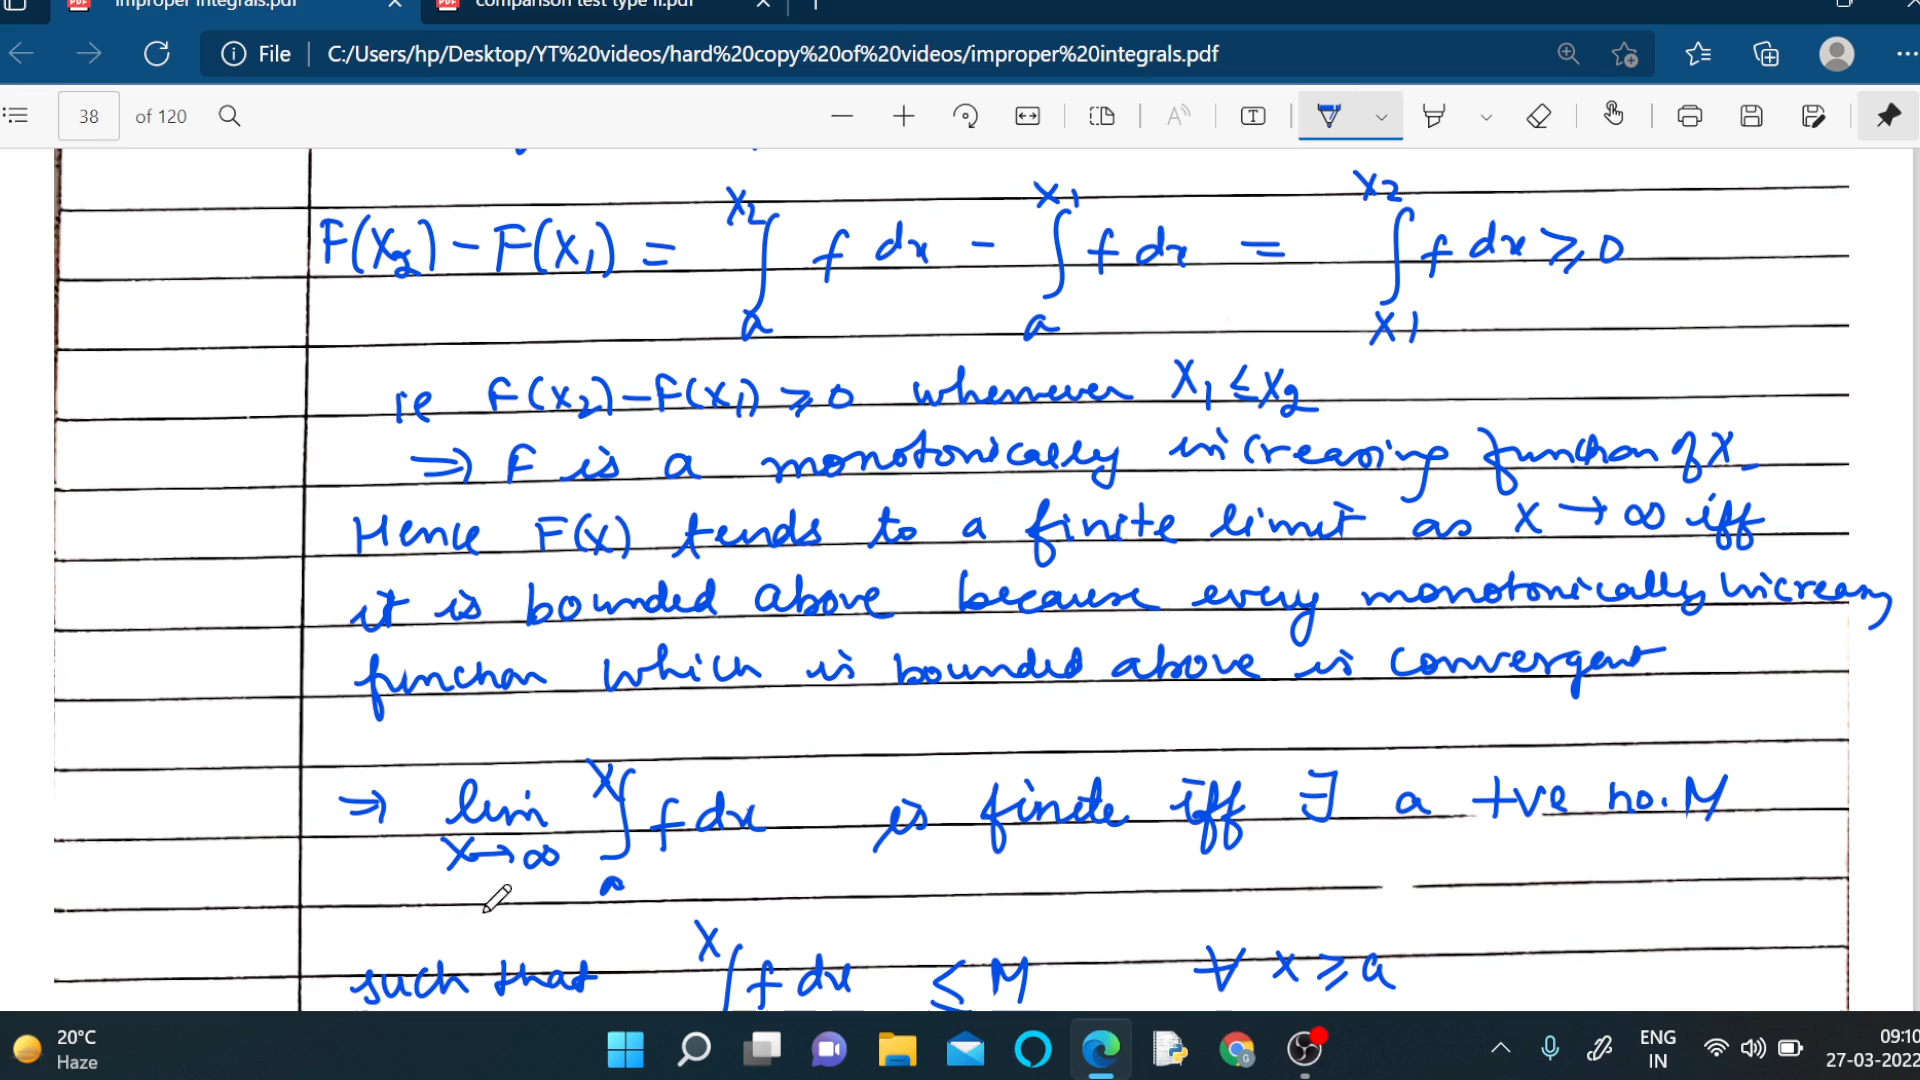 improper integrals.pdf
comparison test type II.pdf
File
C:/Users/hp/Desktop/YT%20videos/hard%20copy%20of%20videos/improper%20integrals.pdf
38 of 120
F(X₂) - F(X₁) = ∫ₐ^X₂ f dx - ∫ₐ^X₁ f dx = ∫_X₁^X₂ f dx ≥ 0
ie F(X₂) - F(X₁) ≥ 0 whenever X₁ ≤ X₂
⇒ F is a monotonically increasing function of X.
Hence F(X) tends to a finite limit as X → ∞ iff
it is bounded above because every monotonically increasing
function which is bounded above is convergent
⇒ lim X→∞ ∫ₐ^X f dx is finite iff ∃ a +ve no. M
such that ∫^X f dx ≤ M ∀ X ≥ a
20°C
Haze
ENG
IN
09:10
27-03-2022